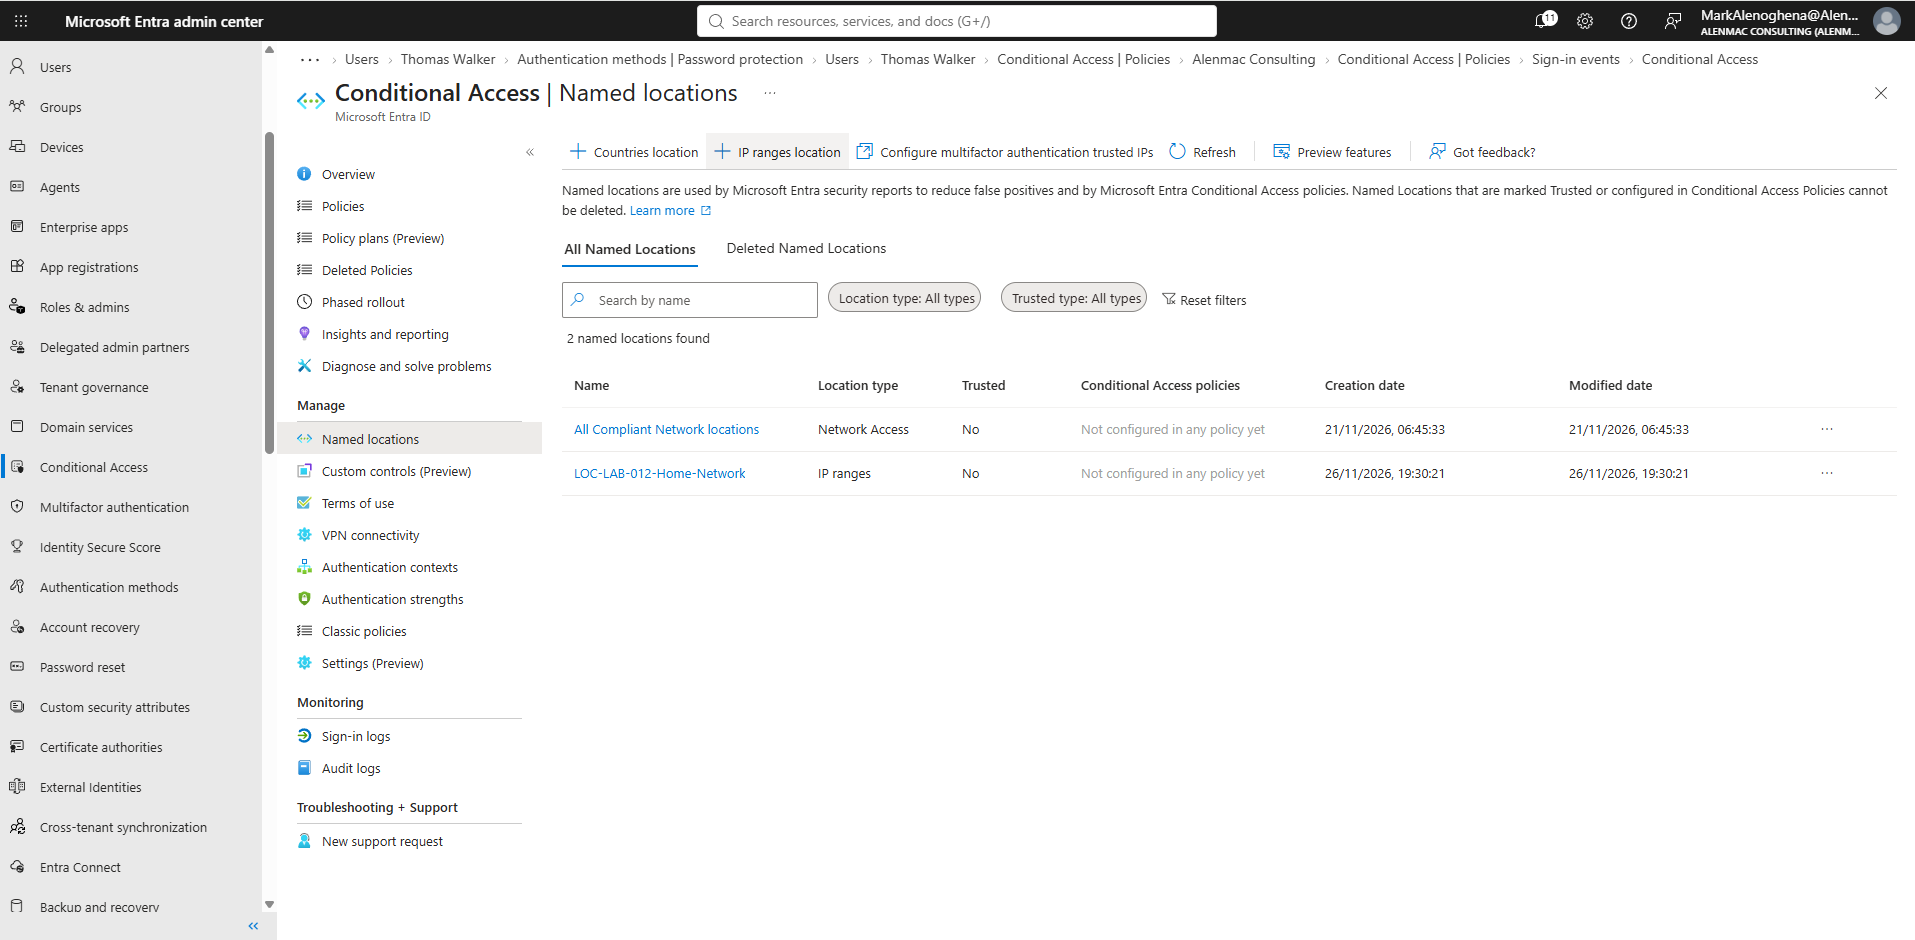 Microsoft Entra admin center
Search resources, services, and docs (G+/)
11
MarkAlenoghena@Alen...
ALENMAC CONSULTING (ALENM...
Users
Groups
Devices
Agents
Enterprise apps
App registrations
Roles & admins
Delegated admin partners
Tenant governance
Domain services
Conditional Access
Multifactor authentication
Identity Secure Score
Authentication methods
Account recovery
Password reset
Custom security attributes
Certificate authorities
External Identities
Cross-tenant synchronization
Entra Connect
Backup and recovery
«
... › Users › Thomas Walker › Authentication methods | Password protection › Users › Thomas Walker › Conditional Access | Policies › Alenmac Consulting › Conditional Access | Policies › Sign-in events › Conditional Access
Conditional Access | Named locations ...
Microsoft Entra ID
«
Overview
Policies
Policy plans (Preview)
Deleted Policies
Phased rollout
Insights and reporting
Diagnose and solve problems
Manage
Named locations
Custom controls (Preview)
Terms of use
VPN connectivity
Authentication contexts
Authentication strengths
Classic policies
Settings (Preview)
Monitoring
Sign-in logs
Audit logs
Troubleshooting + Support
New support request
+ Countries location + IP ranges location Configure multifactor authentication trusted IPs Refresh Preview features Got feedback?
Named locations are used by Microsoft Entra security reports to reduce false positives and by Microsoft Entra Conditional Access policies. Named Locations that are marked Trusted or configured in Conditional Access Policies cannot
be deleted. Learn more
All Named Locations Deleted Named Locations
Search by name Location type: All types Trusted type: All types Reset filters
2 named locations found
Name Location type Trusted Conditional Access policies Creation date Modified date
All Compliant Network locations Network Access No Not configured in any policy yet 21/11/2026, 06:45:33 21/11/2026, 06:45:33 ...
LOC-LAB-012-Home-Network IP ranges No Not configured in any policy yet 26/11/2026, 19:30:21 26/11/2026, 19:30:21 ...